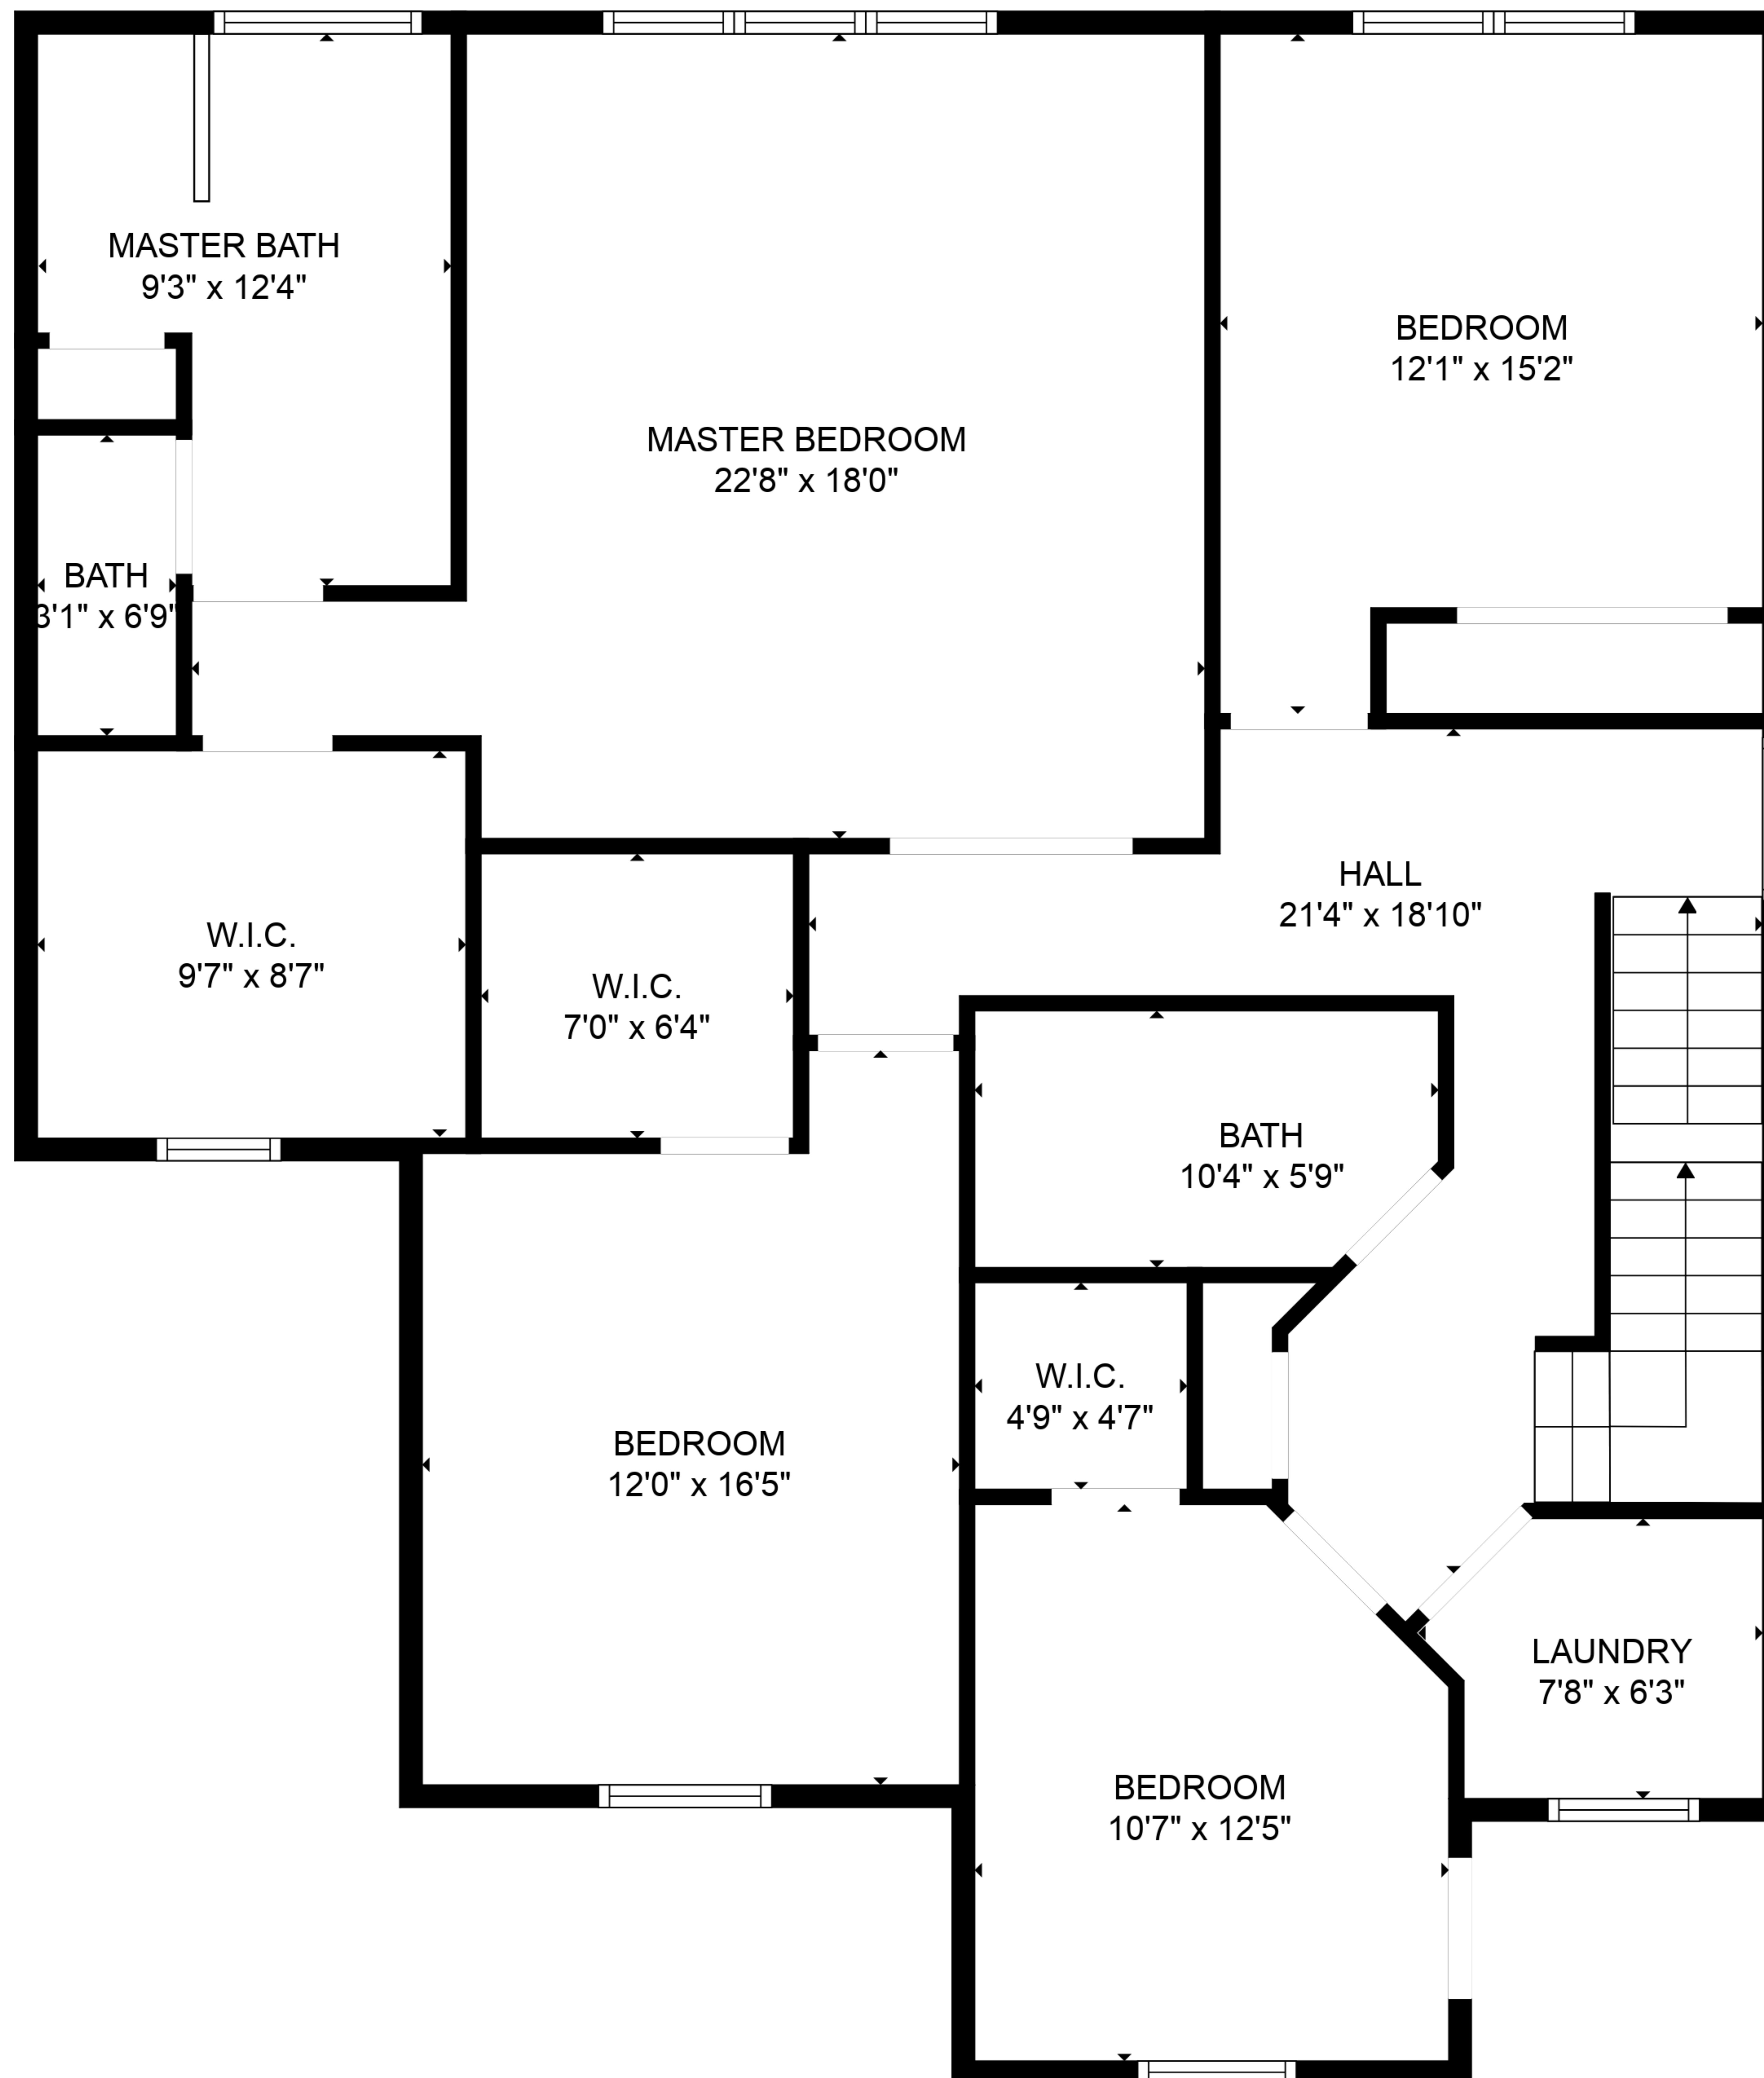 MASTER BATH
9'3" x 12'4"
BEDROOM
12'1" x 15'2"
MASTER BEDROOM
22'8" x 18'0"
BATH
3'1" x 6'9"
HALL
21'4" x 18'10"
W.I.C.
9'7" x 8'7"
W.I.C.
7'0" x 6'4"
BATH
10'4" x 5'9"
W.I.C.
4'9" x 4'7"
BEDROOM
12'0" x 16'5"
LAUNDRY
7'8" x 6'3"
BEDROOM
10'7" x 12'5"